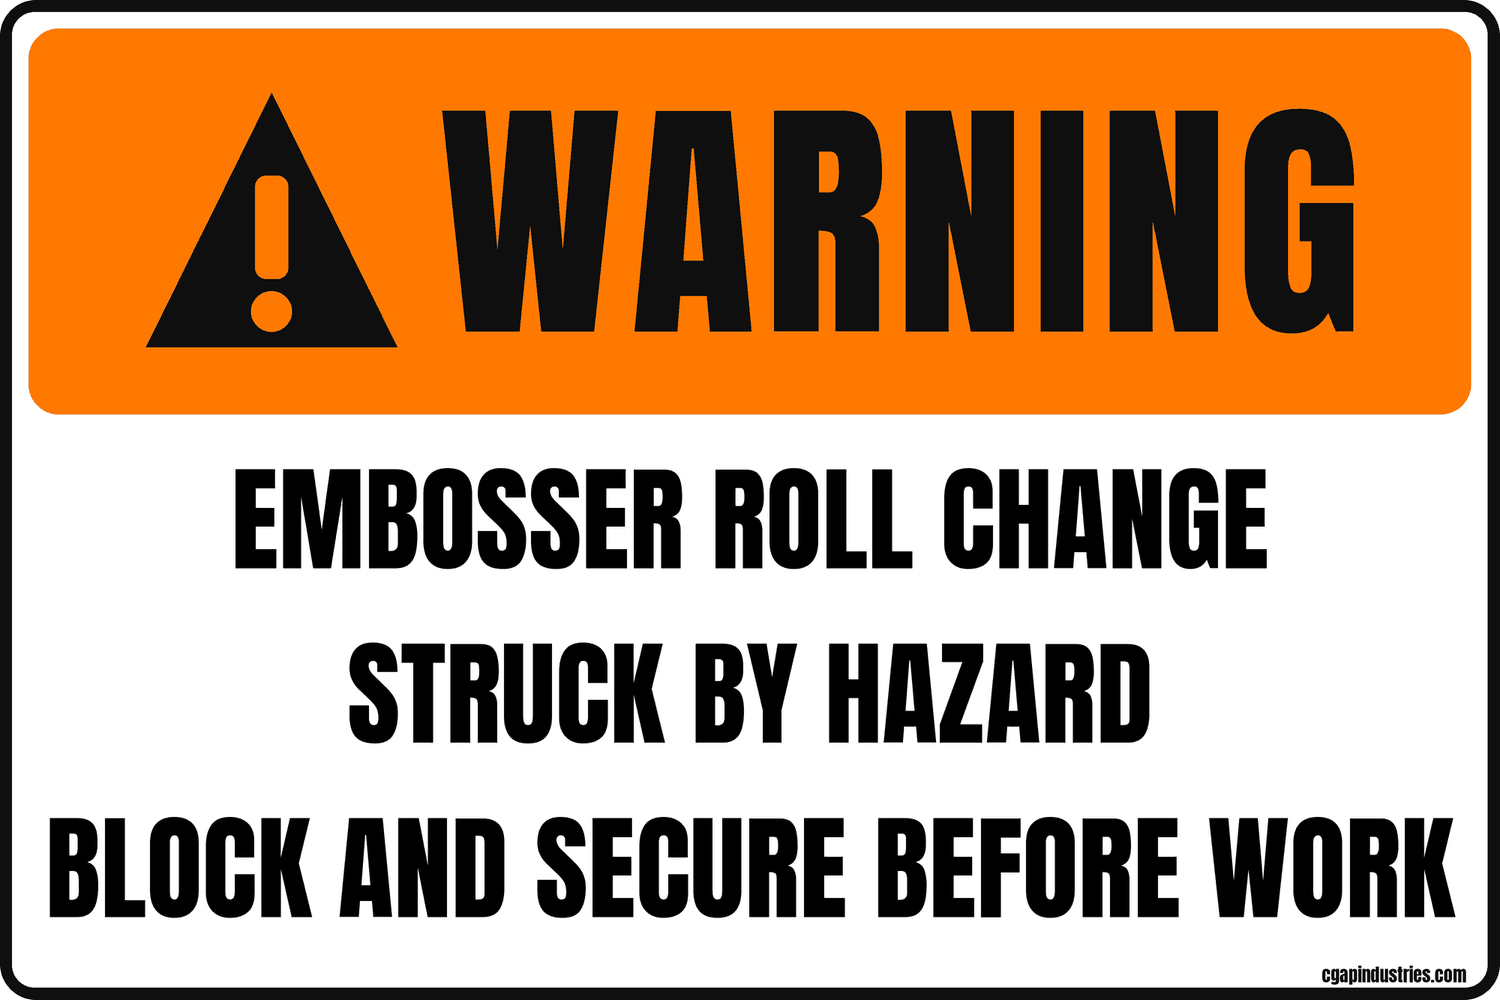 WARNING
EMBOSSER ROLL CHANGE
STRUCK BY HAZARD
BLOCK AND SECURE BEFORE WORK
cgapindustries.com